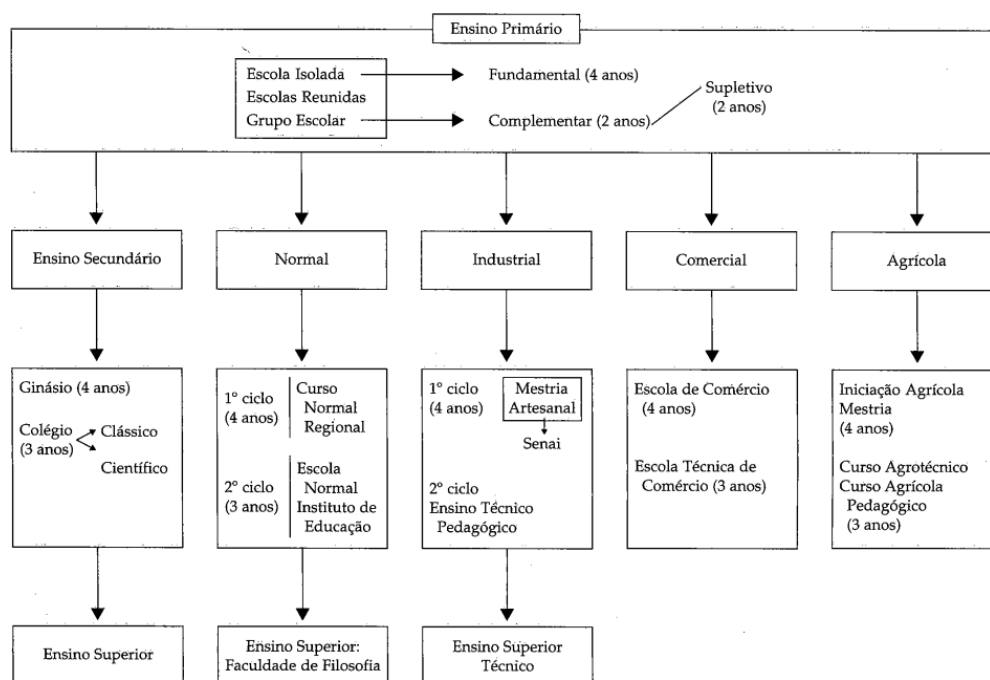 Ensino Primário
Escola Isolada
Fundamental (4 anos)
Escolas Reunidas
Grupo Escolar
Complementar (2 anos)
Supletivo
(2 anos)
Ensino Secundário
Normal
Industrial
Comercial
Agrícola
Ginásio (4 anos)
Colégio
(3 anos)
Clássico
Científico
1º ciclo
(4 anos)
Curso
Normal
Regional
2º ciclo
(3 anos)
Escola
Normal
Instituto de
Educação
1º ciclo
(4 anos)
Mestria
Artesanal
Senai
2º ciclo
Ensino Técnico
Pedagógico
Escola de Comércio
(4 anos)
Escola Técnica de
Comércio (3 anos)
Iniciação Agrícola
Mestria
(4 anos)
Curso Agrotécnico
Curso Agrícola
Pedagógico
(3 anos)
Ensino Superior
Ensino Superior:
Faculdade de Filosofia
Ensino Superior
Técnico